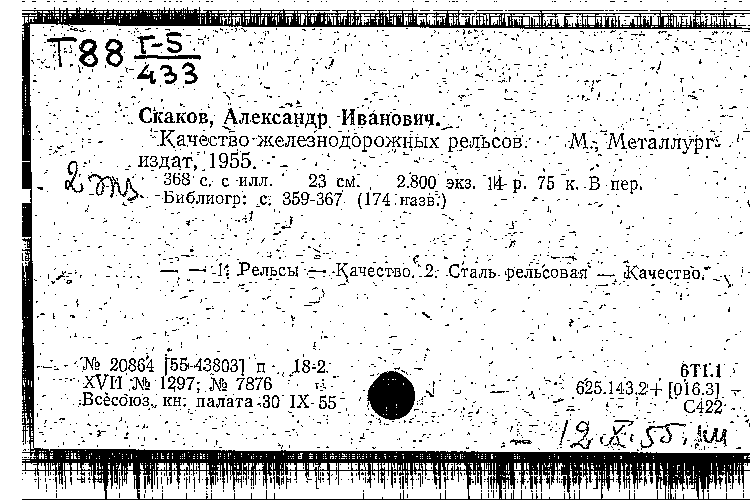 Т88 Г-5
433
Скаков, Александр Иванович.
Качество железнодорожных рельсов. М., Металлург-
издат, 1955.
368 с. с илл. 23 см. 2.800 экз. 14 р. 75 к. В пер.
Библиогр: с. 359-367 (174 назв.)
— — 1. Рельсы — Качество. 2. Сталь рельсовая — Качество.
№ 20864 [55-43803] п 18-2
XVII № 1297; № 7876
Всесоюз. кн. палата 30 IX 55
6Т1.1
625.143.2+[016.3]
С422
12.X.55.